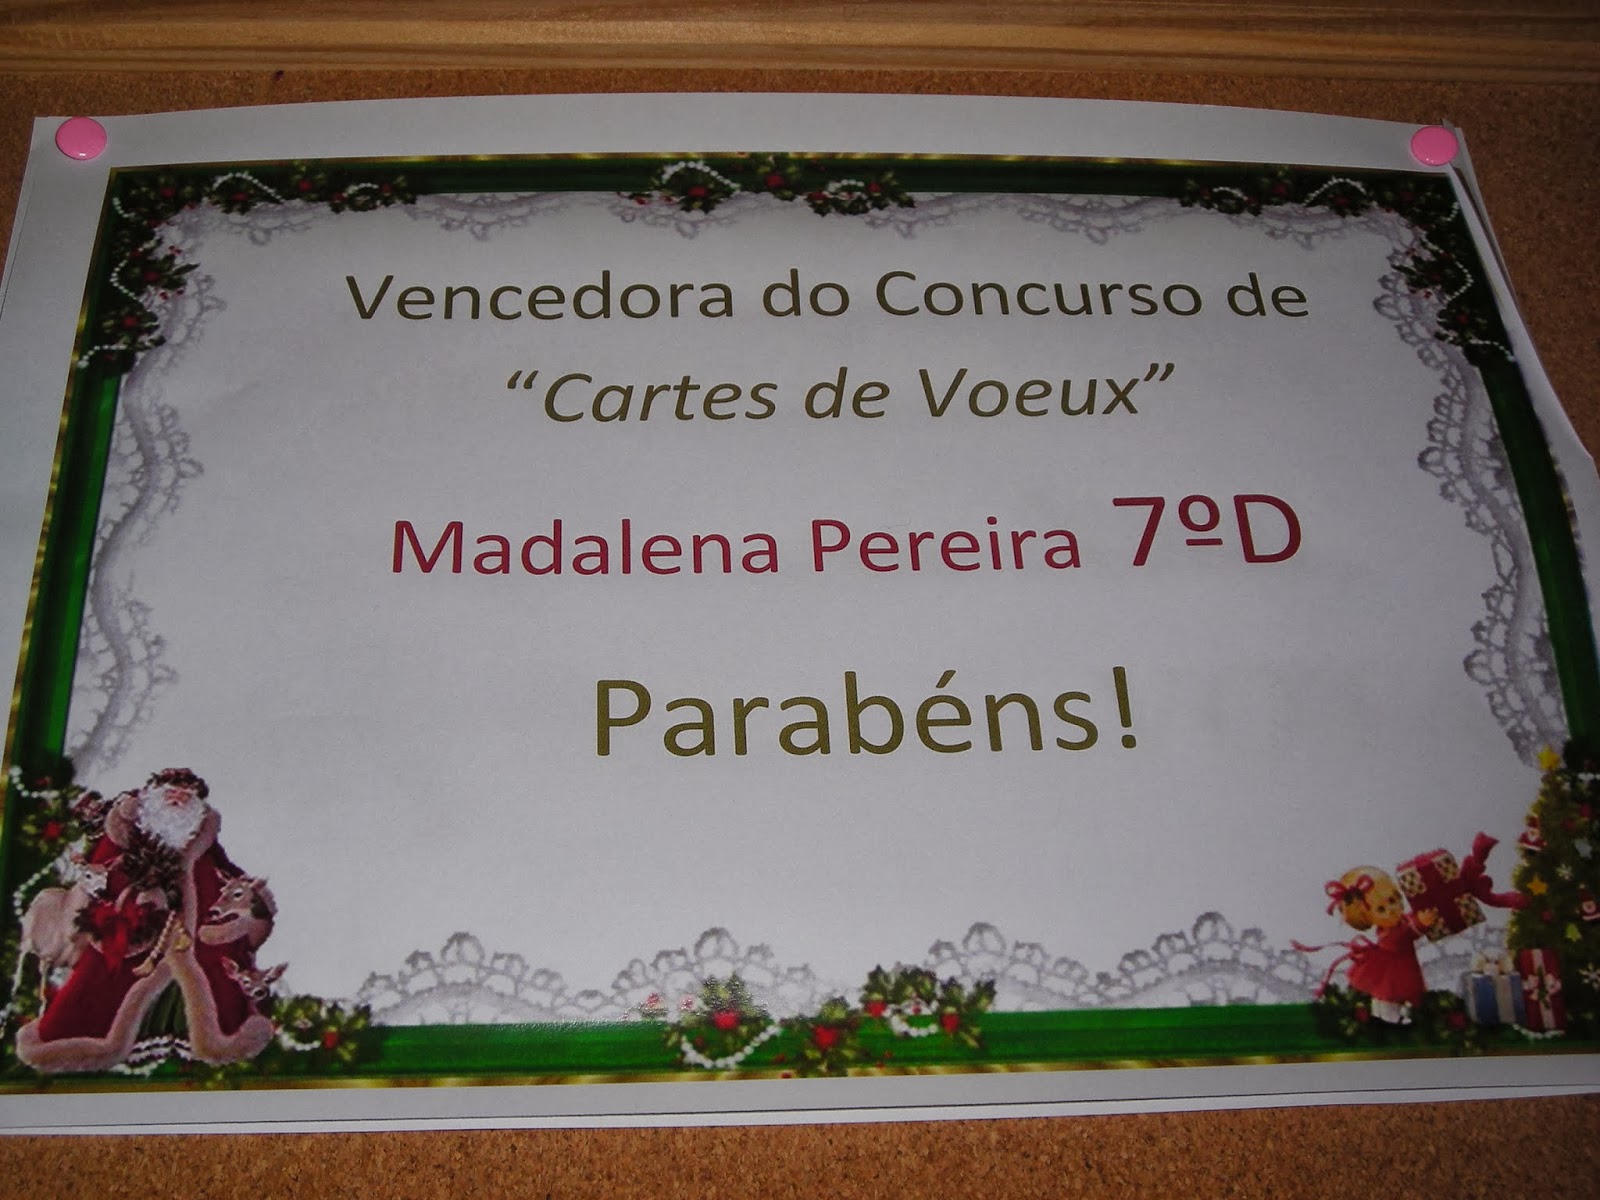 Vencedora do Concurso de
“Cartes de Voeux”
Madalena Pereira 7ºD
Parabéns!